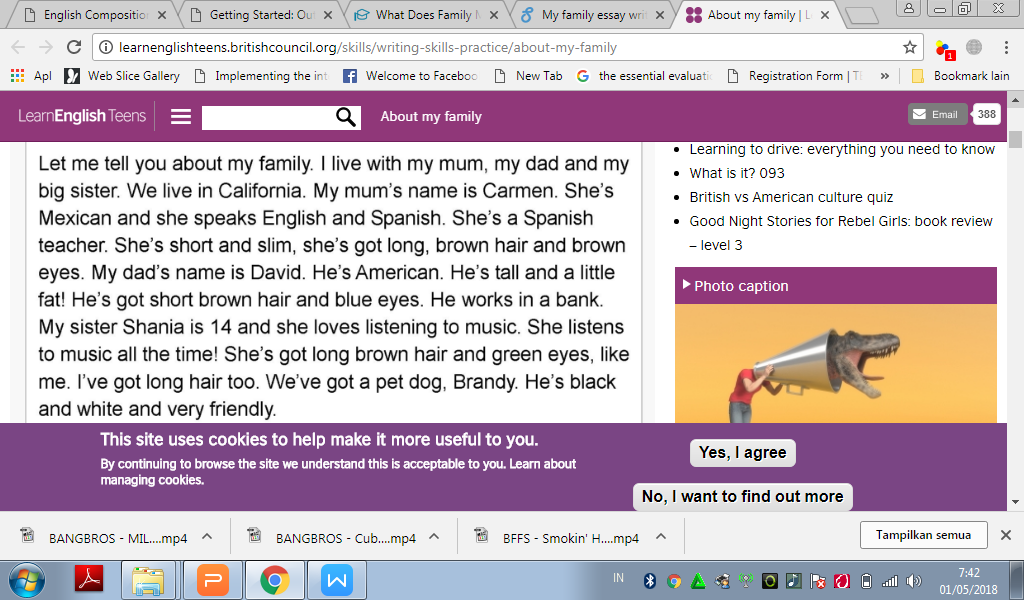 English Composition
Getting Started: Ou
What Does Family M
My family essay wri
About my family | L
learnenglishteens.britishcouncil.org/skills/writing-skills-practice/about-my-family
Apl
Web Slice Gallery
Implementing the int
Welcome to Faceboo
New Tab
the essential evaluati
Registration Form | Th
»
Bookmark lain
1
LearnEnglish Teens
About my family
Email
388
Let me tell you about my family. I live with my mum, my dad and my
big sister. We live in California. My mum's name is Carmen. She's
Mexican and she speaks English and Spanish. She's a Spanish
teacher. She's short and slim, she's got long, brown hair and brown
eyes. My dad's name is David. He's American. He's tall and a little
fat! He's got short brown hair and blue eyes. He works in a bank.
My sister Shania is 14 and she loves listening to music. She listens
to music all the time! She's got long brown hair and green eyes, like
me. I've got long hair too. We've got a pet dog, Brandy. He's black
and white and very friendly.
Learning to drive: everything you need to know
What is it? 093
British vs American culture quiz
Good Night Stories for Rebel Girls: book review
– level 3
Photo caption
This site uses cookies to help make it more useful to you.
By continuing to browse the site we understand this is acceptable to you. Learn about
managing cookies.
Yes, I agree
No, I want to find out more
BANGBROS - MIL....mp4
BANGBROS - Cub....mp4
BFFS - Smokin' H....mp4
Tampilkan semua
IN
7:42
01/05/2018